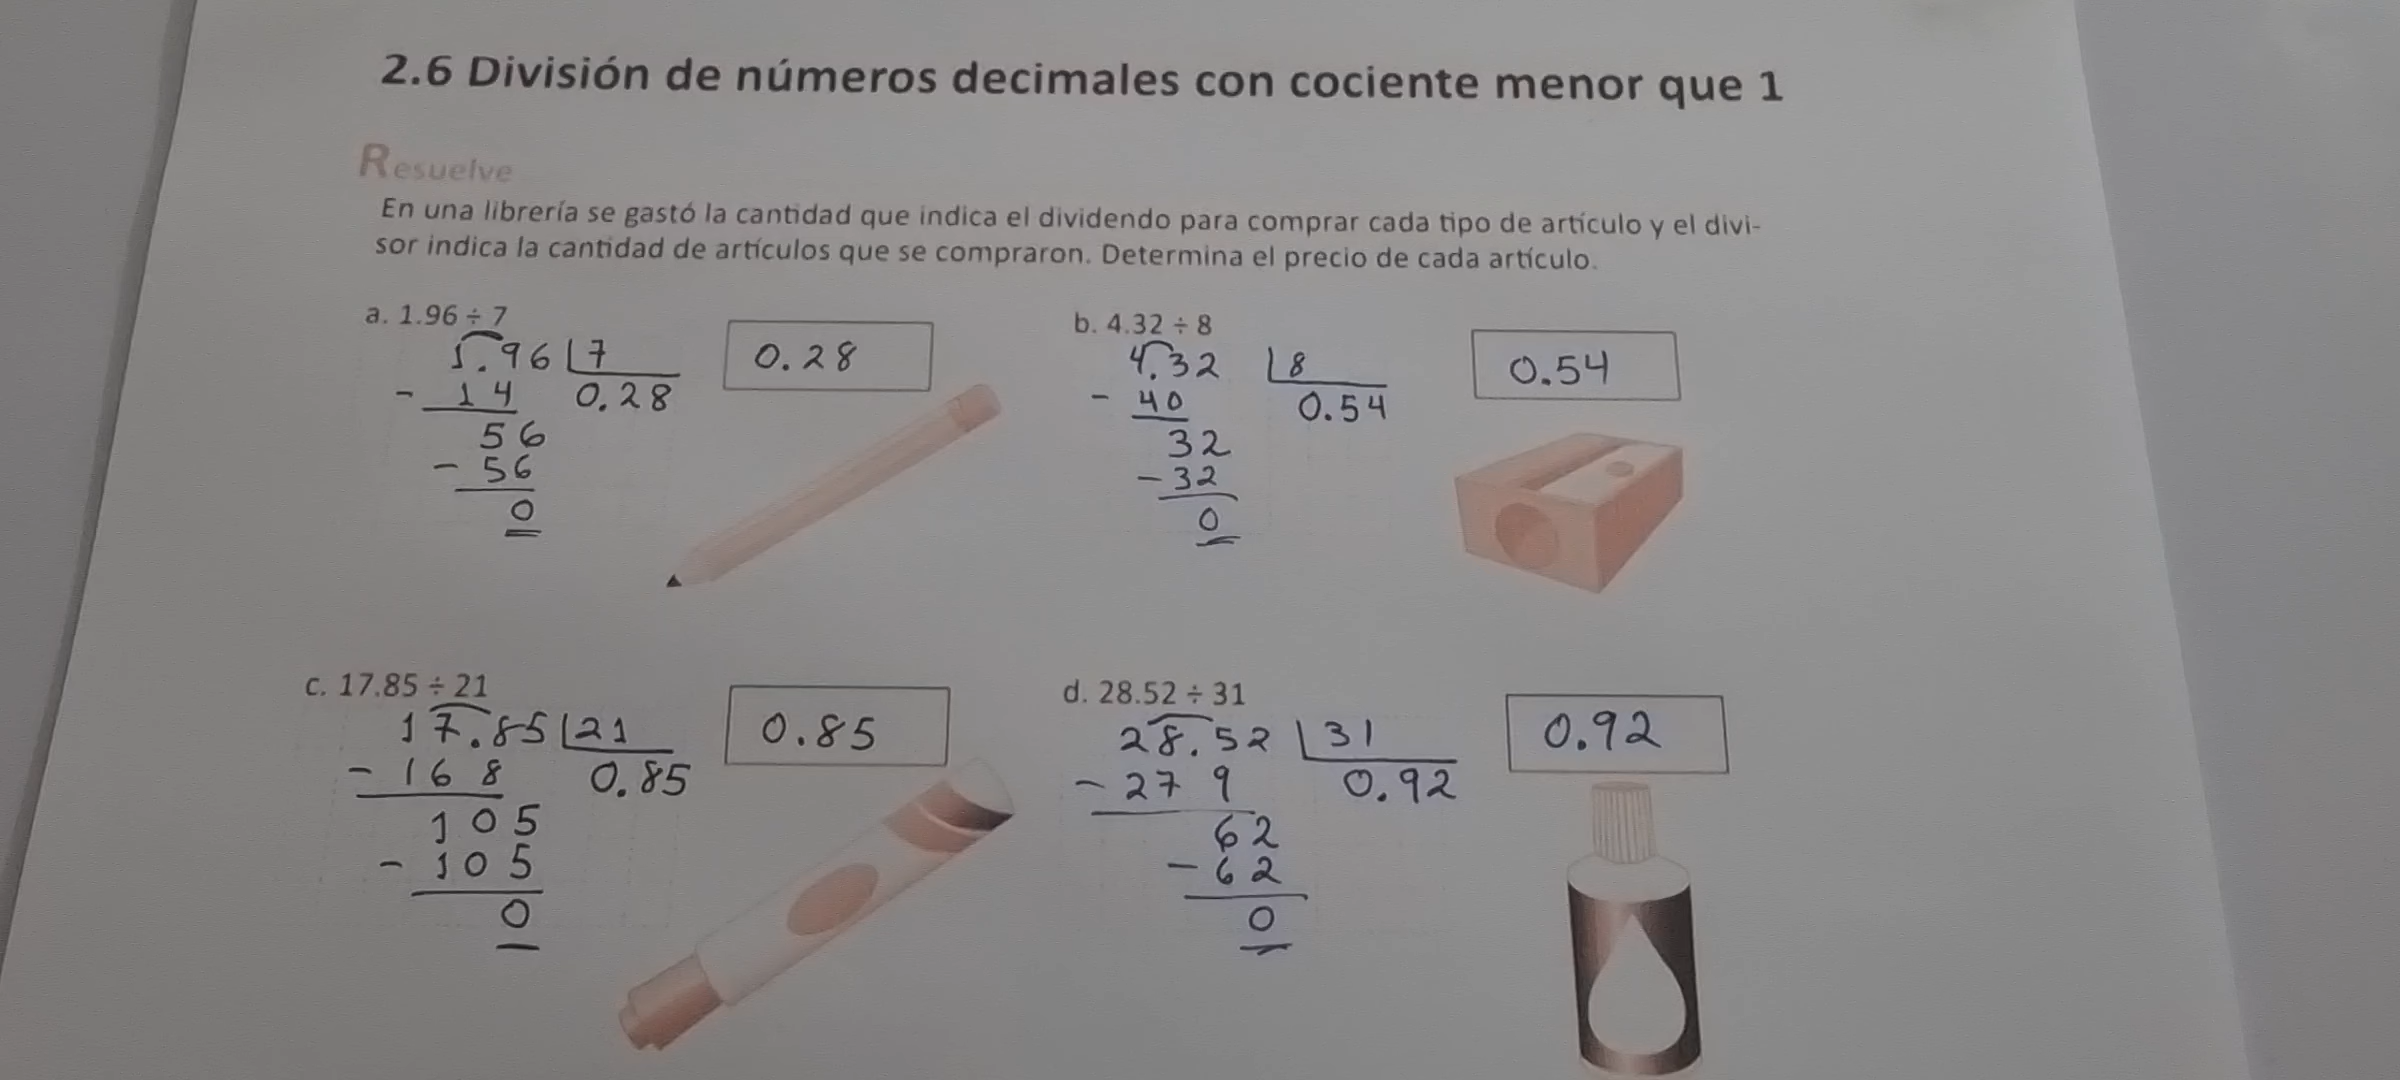 2.6 División de números decimales con cociente menor que 1
Resuelve
En una librería se gastó la cantidad que indica el dividendo para comprar cada tipo de artículo y el divi-
sor indica la cantidad de artículos que se compraron. Determina el precio de cada artículo.
a. 1.96 ÷ 7
1.96 7
0.28
- 14 0.28
56
- 56
0
b. 4.32 ÷ 8
4.32 8
0.54
- 40 0.54
32
- 32
0
c. 17.85 ÷ 21
17.85 21
0.85
- 168 0.85
105
- 105
0
d. 28.52 ÷ 31
28.52 31
0.92
- 279 0.92
62
- 62
0